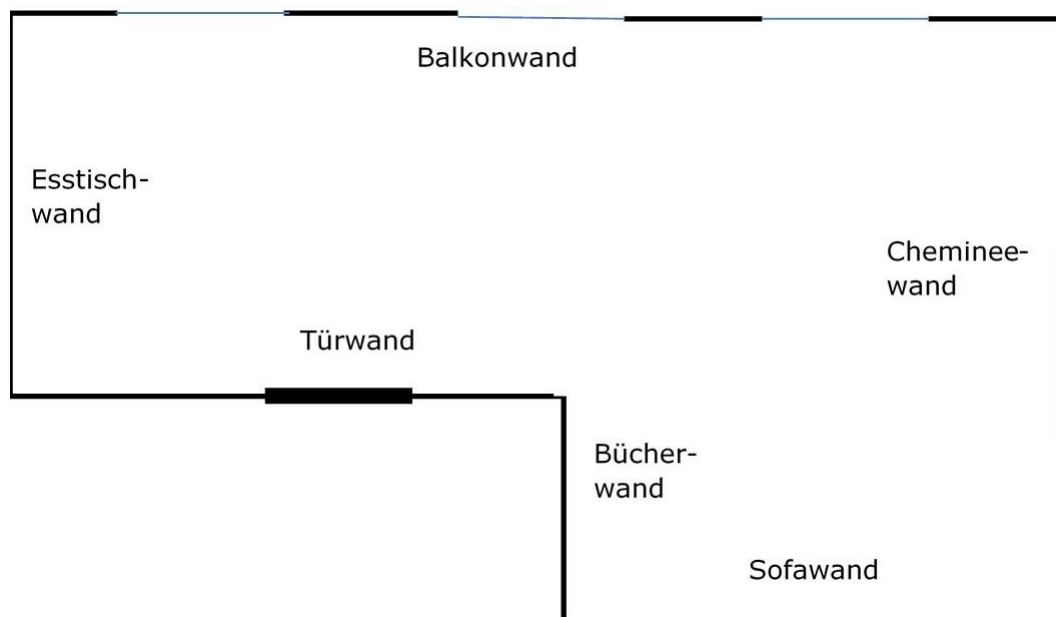 Balkonwand
Esstisch-
wand
Cheminee-
wand
Türwand
Bücher-
wand
Sofawand